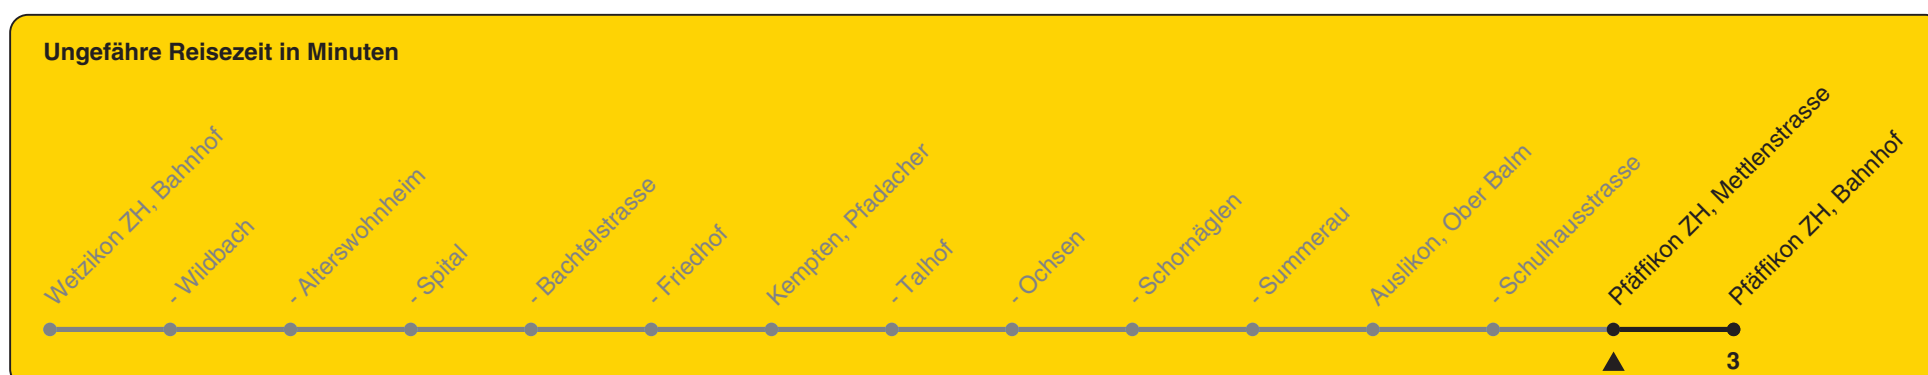 Ungefähre Reisezeit in Minuten
Wetzikon ZH, Bahnhof
- Wildbach
- Alterswohnheim
- Spital
- Bachtelstrasse
- Friedhof
Kempten, Pfadacher
- Talhof
- Ochsen
- Schornäglen
- Summerau
Auslikon, Ober Balm
- Schulhausstrasse
Pfäffikon ZH, Mettlenstrasse
Pfäffikon ZH, Bahnhof
3